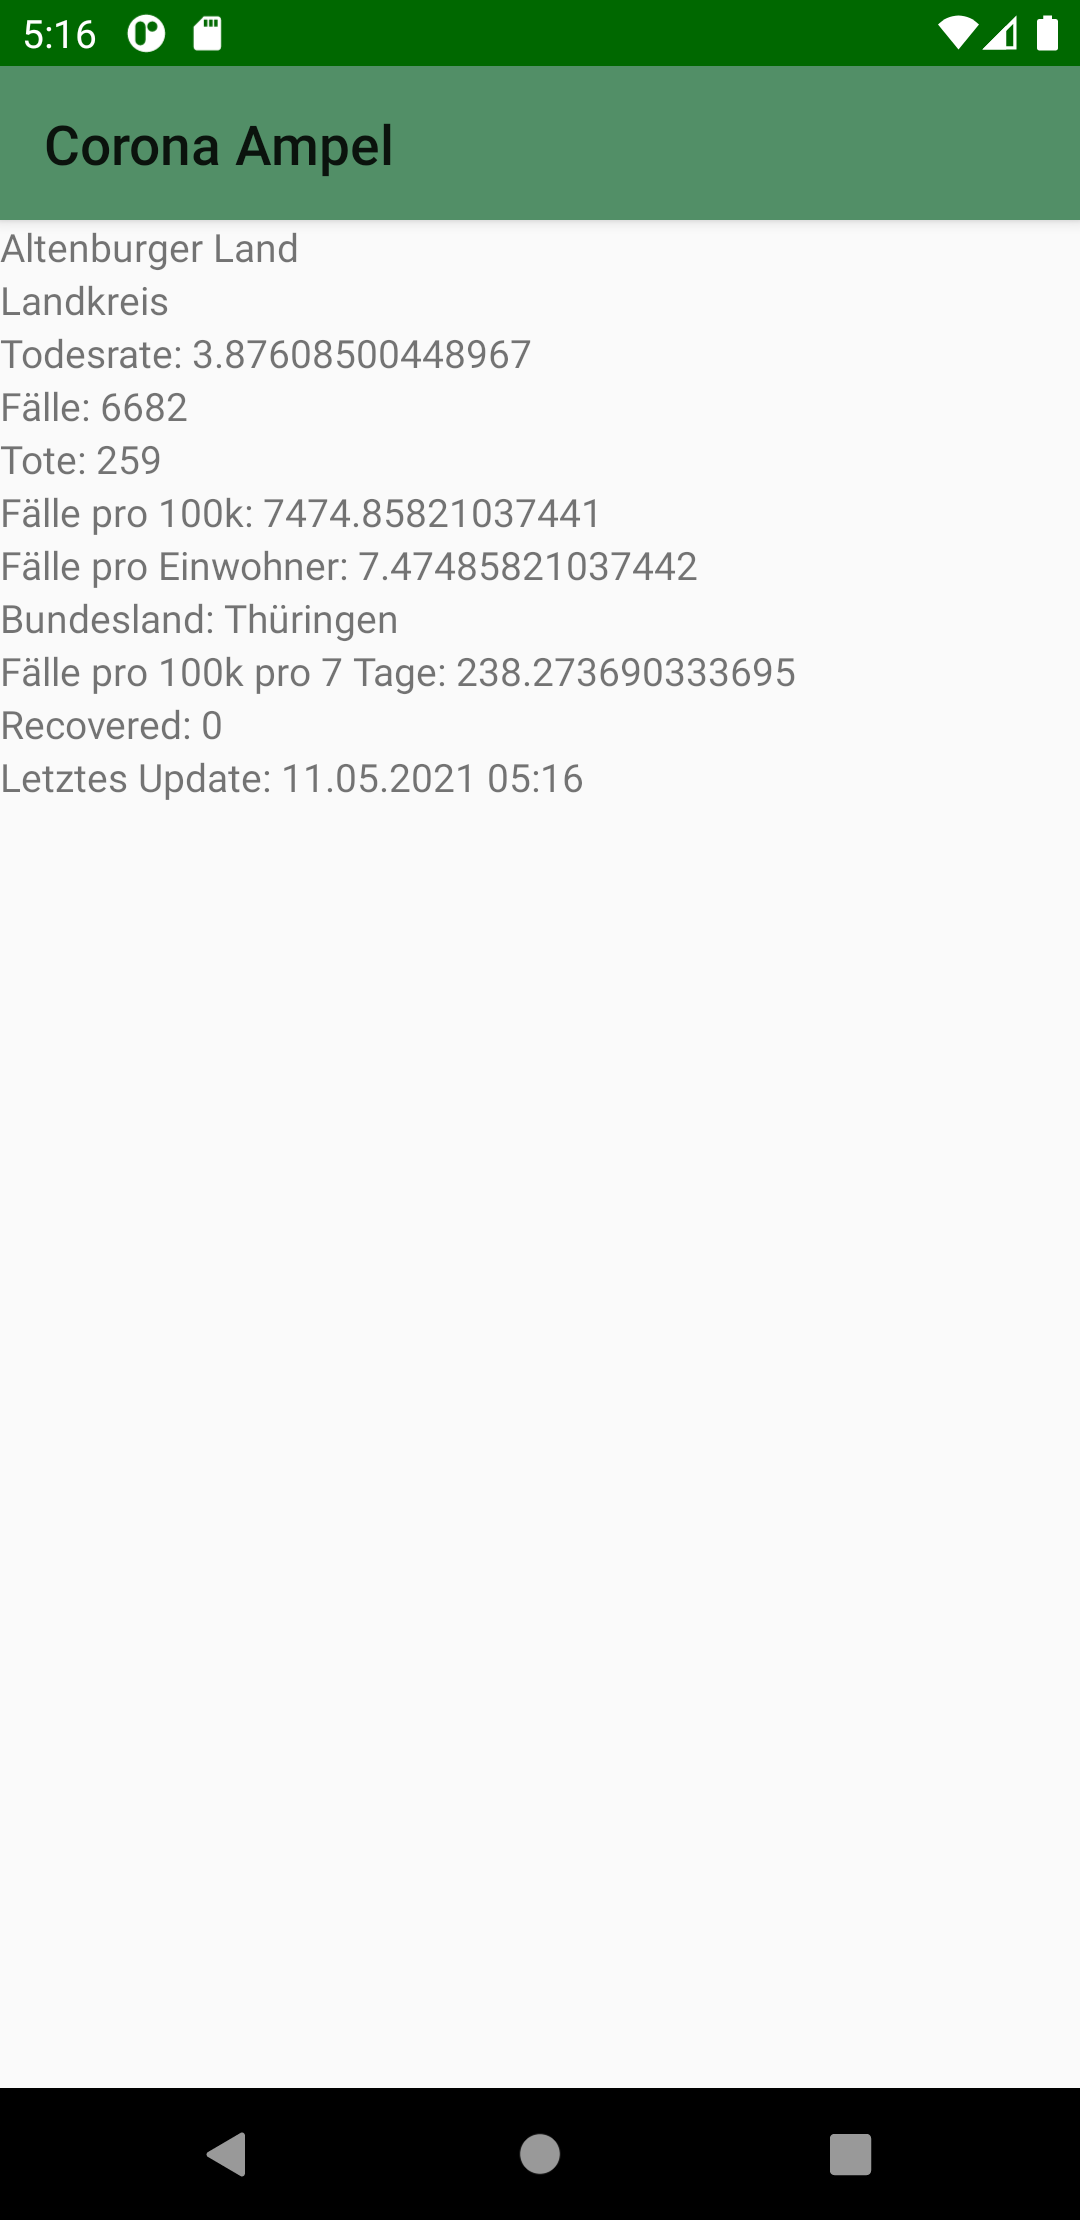 5:16
Corona Ampel
Altenburger Land
Landkreis
Todesrate: 3.87608500448967
Fälle: 6682
Tote: 259
Fälle pro 100k: 7474.85821037441
Fälle pro Einwohner: 7.47485821037442
Bundesland: Thüringen
Fälle pro 100k pro 7 Tage: 238.273690333695
Recovered: 0
Letztes Update: 11.05.2021 05:16